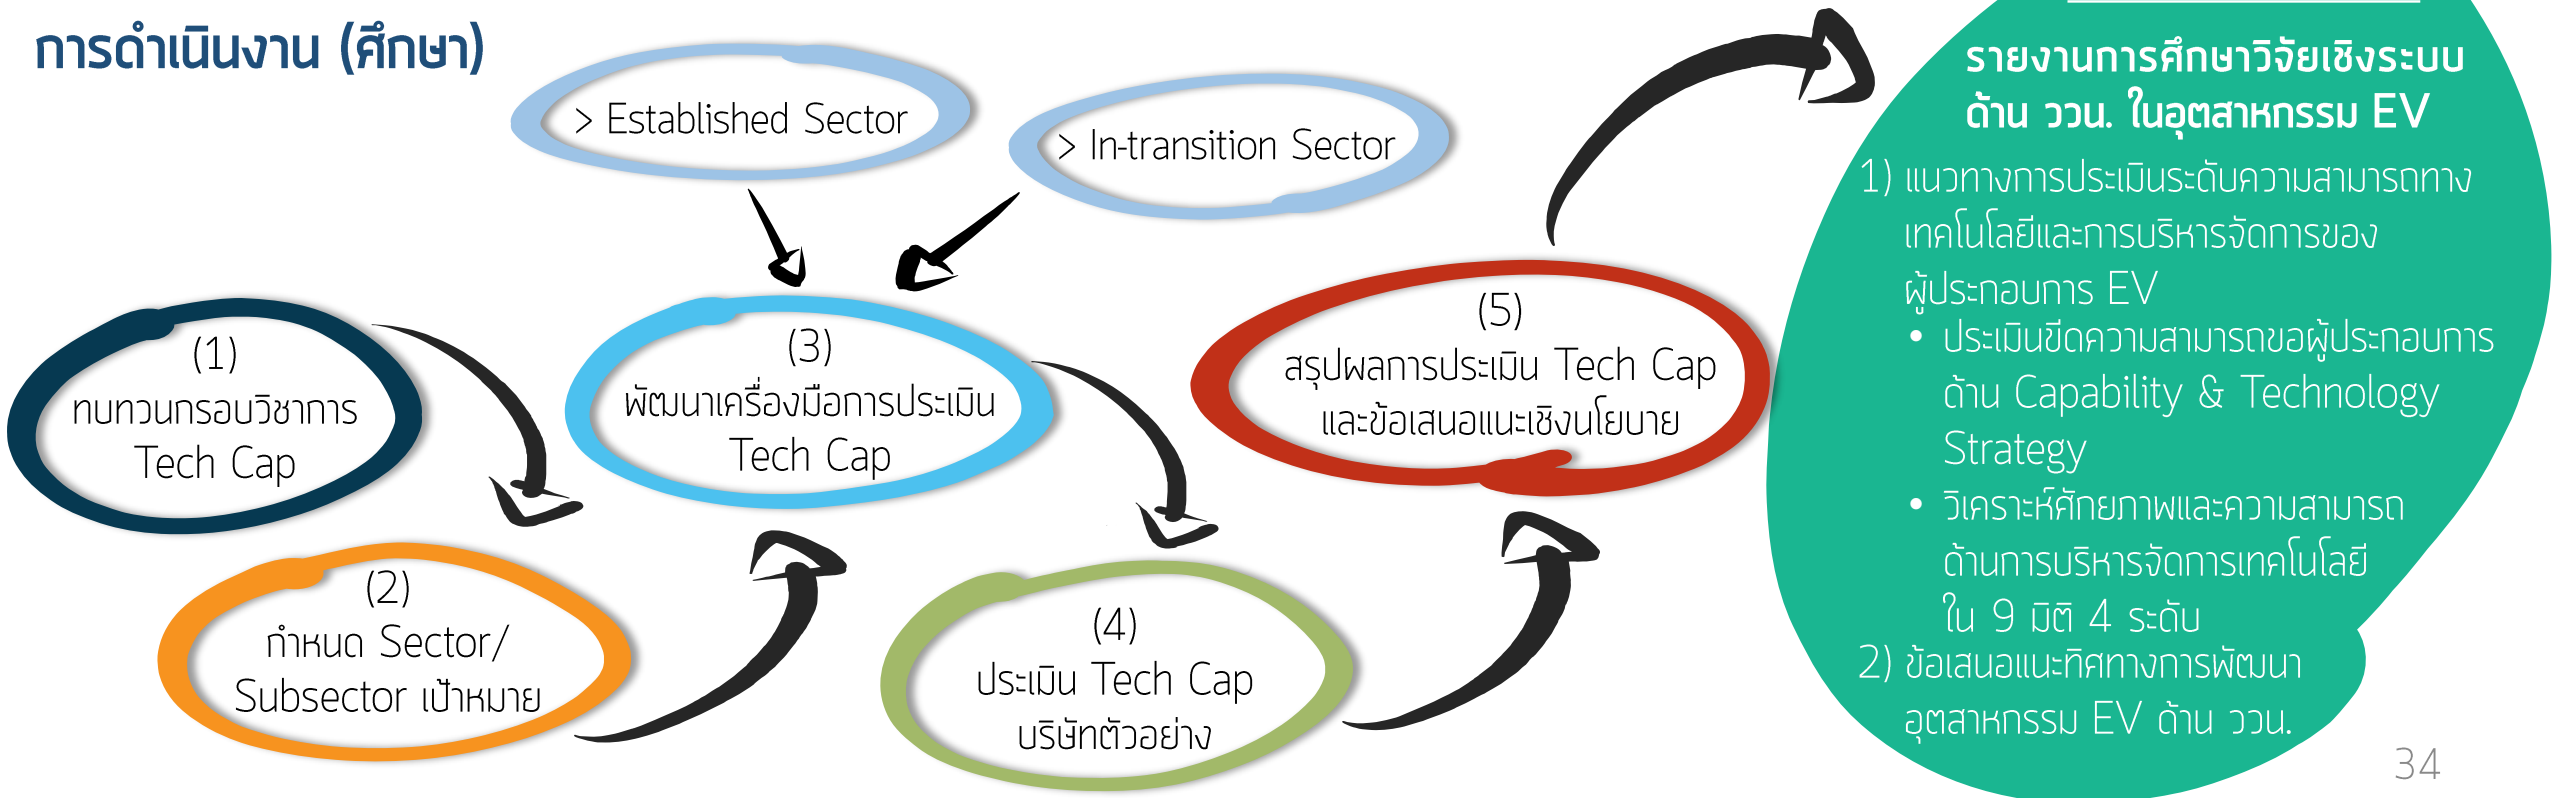 การดำเนินงาน (ศึกษา)
> Established Sector
> In-transition Sector
(1)
ทบทวนกรอบวิชาการ
Tech Cap
(2)
กำหนด Sector/
Subsector เป้าหมาย
(3)
พัฒนาเครื่องมือการประเมิน
Tech Cap
(4)
ประเมิน Tech Cap
บริษัทตัวอย่าง
(5)
สรุปผลการประเมิน Tech Cap
และข้อเสนอแนะเชิงนโยบาย
รายงานการศึกษาวิจัยเชิงระบบ
ด้าน ววน. ในอุตสาหกรรม EV
1) แนวทางการประเมินระดับความสามารถทาง
เทคโนโลยีและการบริหารจัดการของ
ผู้ประกอบการ EV
• ประเมินขีดความสามารถขอผู้ประกอบการ
ด้าน Capability & Technology
Strategy
• วิเคราะห์ศักยภาพและความสามารถ
ด้านการบริหารจัดการเทคโนโลยี
ใน 9 มิติ 4 ระดับ
2) ข้อเสนอแนะทิศทางการพัฒนา
อุตสาหกรรม EV ด้าน ววน.
34